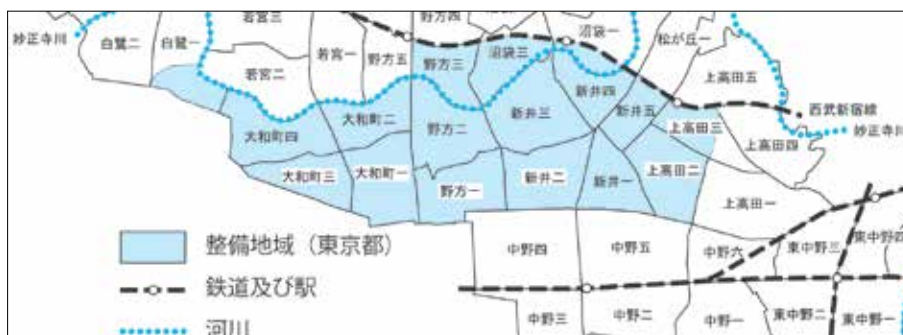 野方四
沼袋一
若宮三
妙正寺川
白鷺二
白鷺一
若宮一
野方五
野方三
沼袋三
松が丘一
若宮二
上高田五
新井四
西武新宿線
大和町四
大和町二
野方二
新井三
新井五
上高田三
上高田四
妙正寺川
大和町三
大和町一
野方一
新井二
新井一
上高田二
上高田一
中野四
中野五
中野六
東中野三
東中野四
整備地域（東京都）
鉄道及び駅
河川
中野三
中野二
中野一
東中野二
東中野一